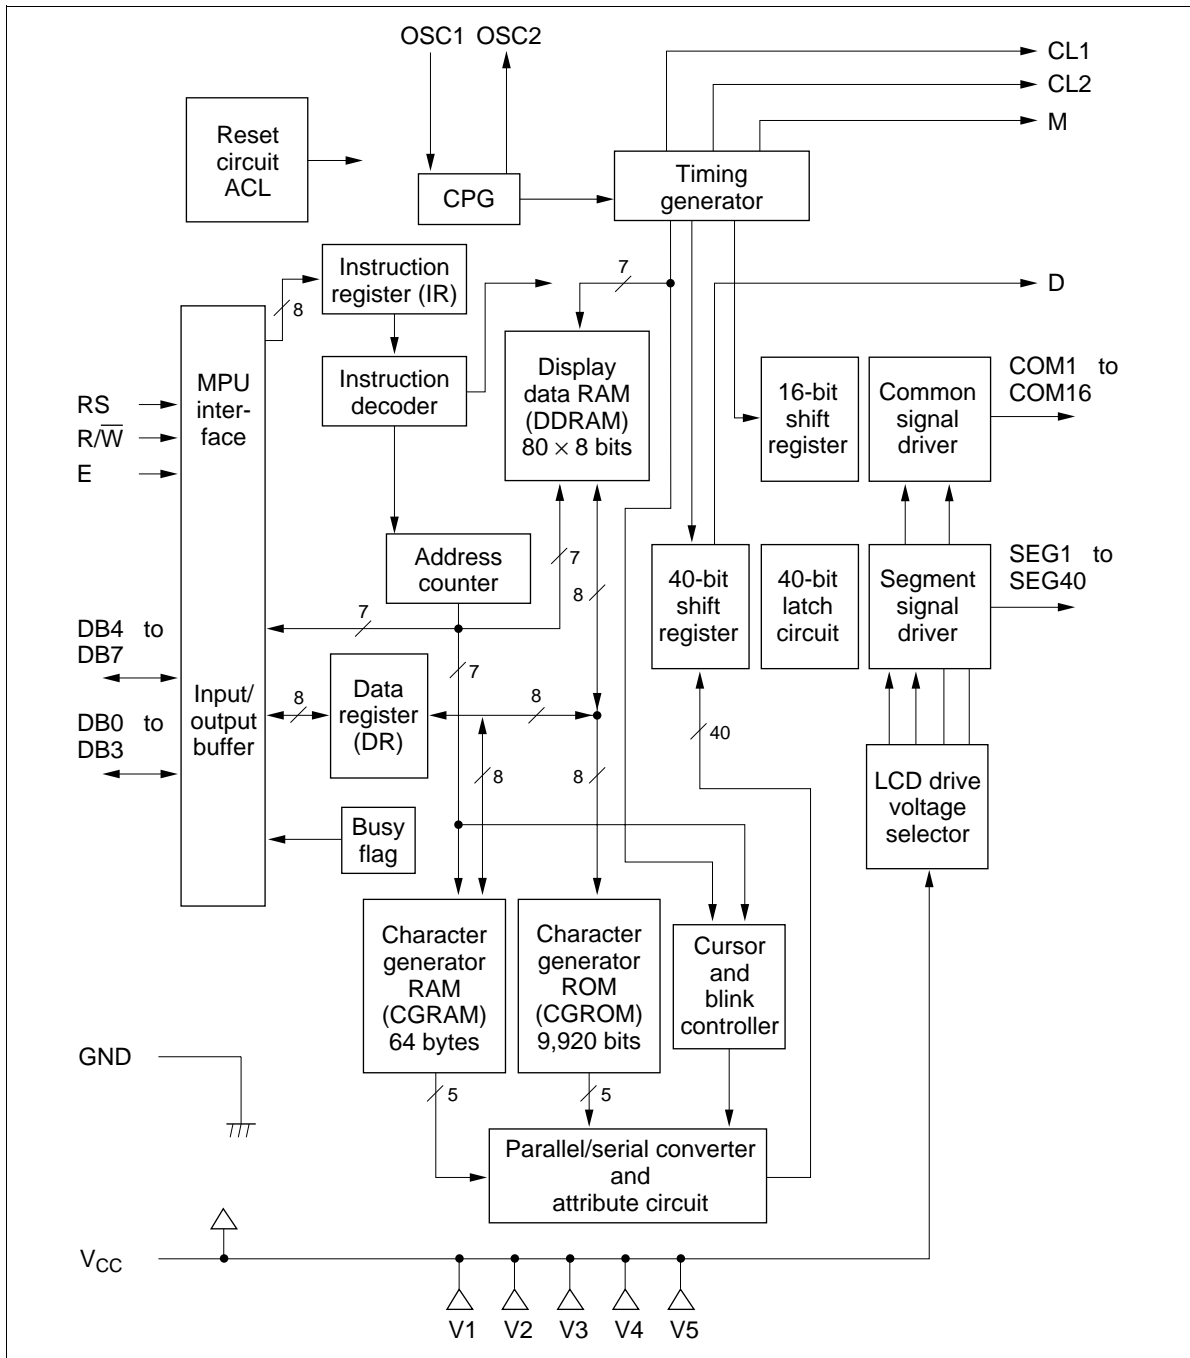 OSC1 OSC2
CL1
CL2
M
Reset
circuit
ACL
CPG
Timing
generator
Instruction
register (IR)
8
7
D
MPU
inter-
face
Instruction
decoder
Display
data RAM
(DDRAM)
80 × 8 bits
16-bit
shift
register
Common
signal
driver
COM1 to
COM16
RS
R/W̅
E
Address
counter
7
8
40-bit
shift
register
40-bit
latch
circuit
Segment
signal
driver
SEG1 to
SEG40
DB4 to
DB7
7
7
Input/
output
buffer
8
Data
register
(DR)
8
DB0 to
DB3
8
8
40
LCD drive
voltage
selector
Busy
flag
Character
generator
RAM
(CGRAM)
64 bytes
Character
generator
ROM
(CGROM)
9,920 bits
Cursor
and
blink
controller
GND
5
5
Parallel/serial converter
and
attribute circuit
VCC
V1 V2 V3 V4 V5